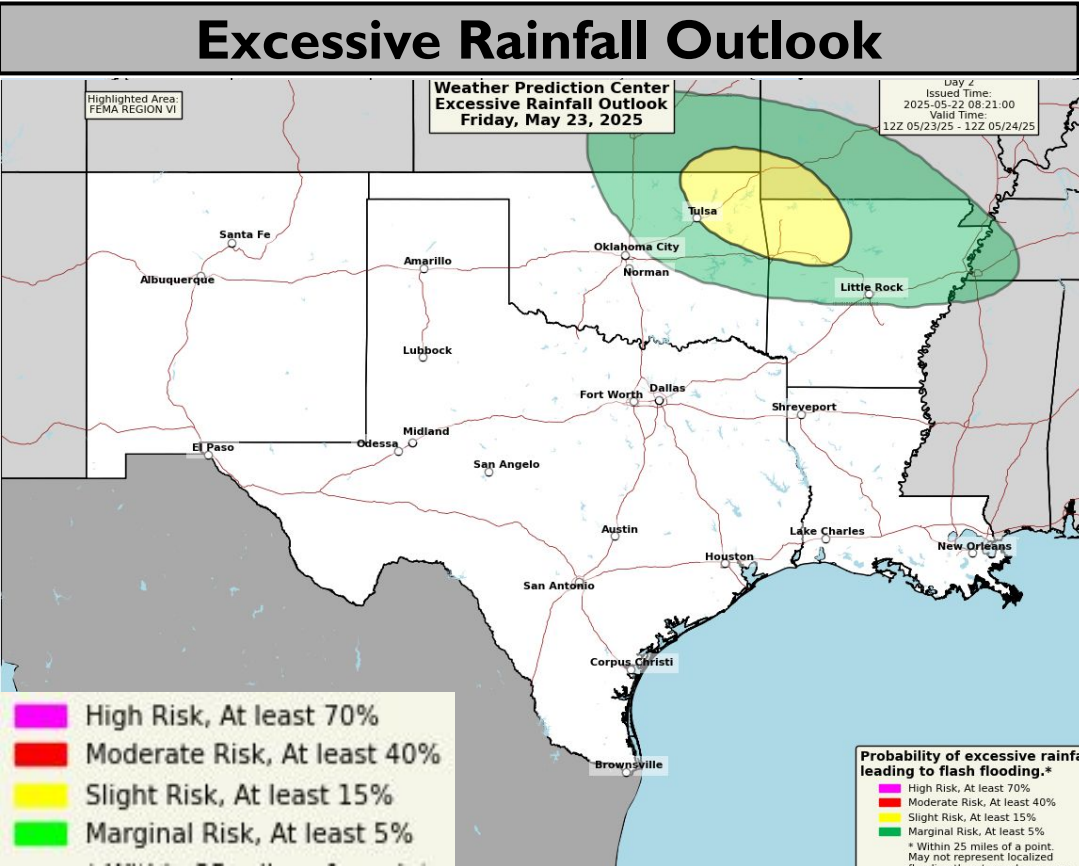 Excessive Rainfall Outlook
Highlighted Area:
FEMA REGION VI
Weather Prediction Center
Excessive Rainfall Outlook
Friday, May 23, 2025
Day 2
Issued Time:
2025-05-22 08:21:00
Valid Time:
12Z 05/23/25 - 12Z 05/24/25
Tulsa
Santa Fe
Oklahoma City
Amarillo
Norman
Albuquerque
Little Rock
Lubbock
Dallas
Fort Worth
Shreveport
Midland
Odessa
El Paso
San Angelo
Austin
Lake Charles
New Orleans
Houston
San Antonio
Corpus Christi
Brownsville
High Risk, At least 70%
Moderate Risk, At least 40%
Slight Risk, At least 15%
Marginal Risk, At least 5%
Probability of excessive rainfa
leading to flash flooding.*
High Risk, At least 70%
Moderate Risk, At least 40%
Slight Risk, At least 15%
Marginal Risk, At least 5%
* Within 25 miles of a point.
May not represent localized